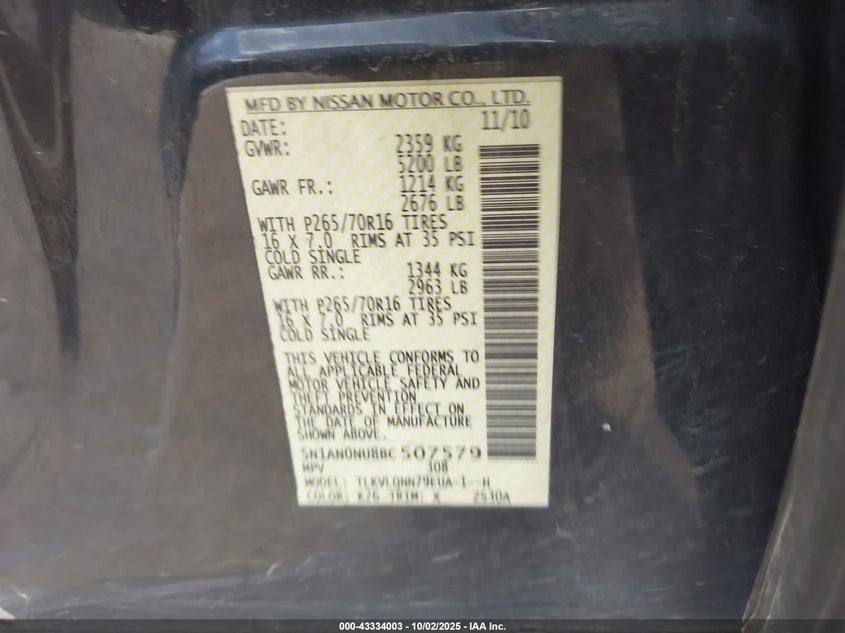 MFD BY NISSAN MOTOR CO., LTD.
DATE: 11/10
GVWR: 2359 KG
5200 LB
GAWR FR.: 1214 KG
2676 LB
WITH P265/70R16 TIRES
16 X 7.0 RIMS AT 35 PSI
COLD SINGLE
GAWR RR.: 1344 KG
2963 LB
WITH P265/70R16 TIRES
16 X 7.0 RIMS AT 35 PSI
COLD SINGLE
THIS VEHICLE CONFORMS TO
ALL APPLICABLE FEDERAL
MOTOR VEHICLE SAFETY AND
THEFT PREVENTION
STANDARDS IN EFFECT ON
THE DATE OF MANUFACTURE
SHOWN ABOVE.
5N1AN0NU8BC507579
MPV 308
MODEL: TLKVLQNN79EUA-1--H
COLOR: K26 TRIM: X 2530A
000-43334003 - 10/02/2025 - IAA Inc.